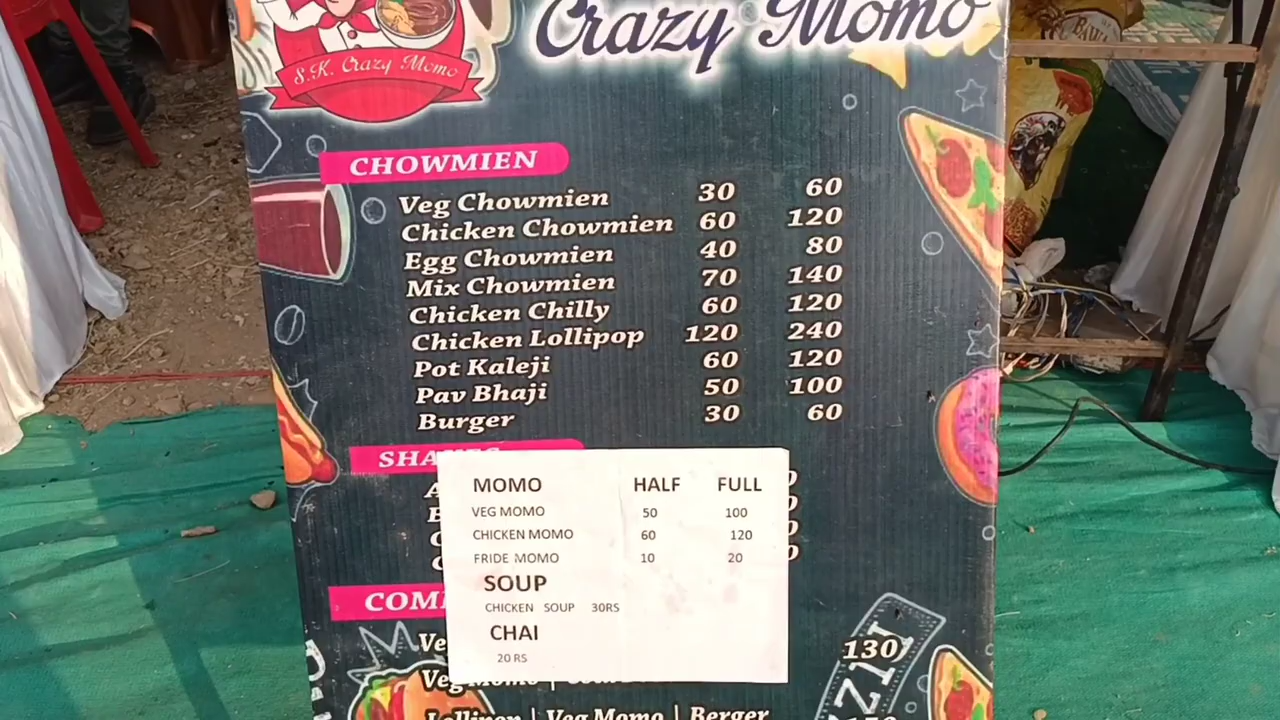 Crazy Momo
S.K. Crazy Momo
CHOWMIEN
Veg Chowmien 30 60
Chicken Chowmien 60 120
Egg Chowmien 40 80
Mix Chowmien 70 140
Chicken Chilly 60 120
Chicken Lollipop 120 240
Pot Kaleji 60 120
Pav Bhaji 50 100
Burger 30 60
MOMO HALF FULL
VEG MOMO 50 100
CHICKEN MOMO 60 120
FRIDE MOMO 10 20
SOUP
CHICKEN SOUP 30RS
CHAI
20 RS
130
Veg Momo |
Lollipop | Veg Momo | Berger